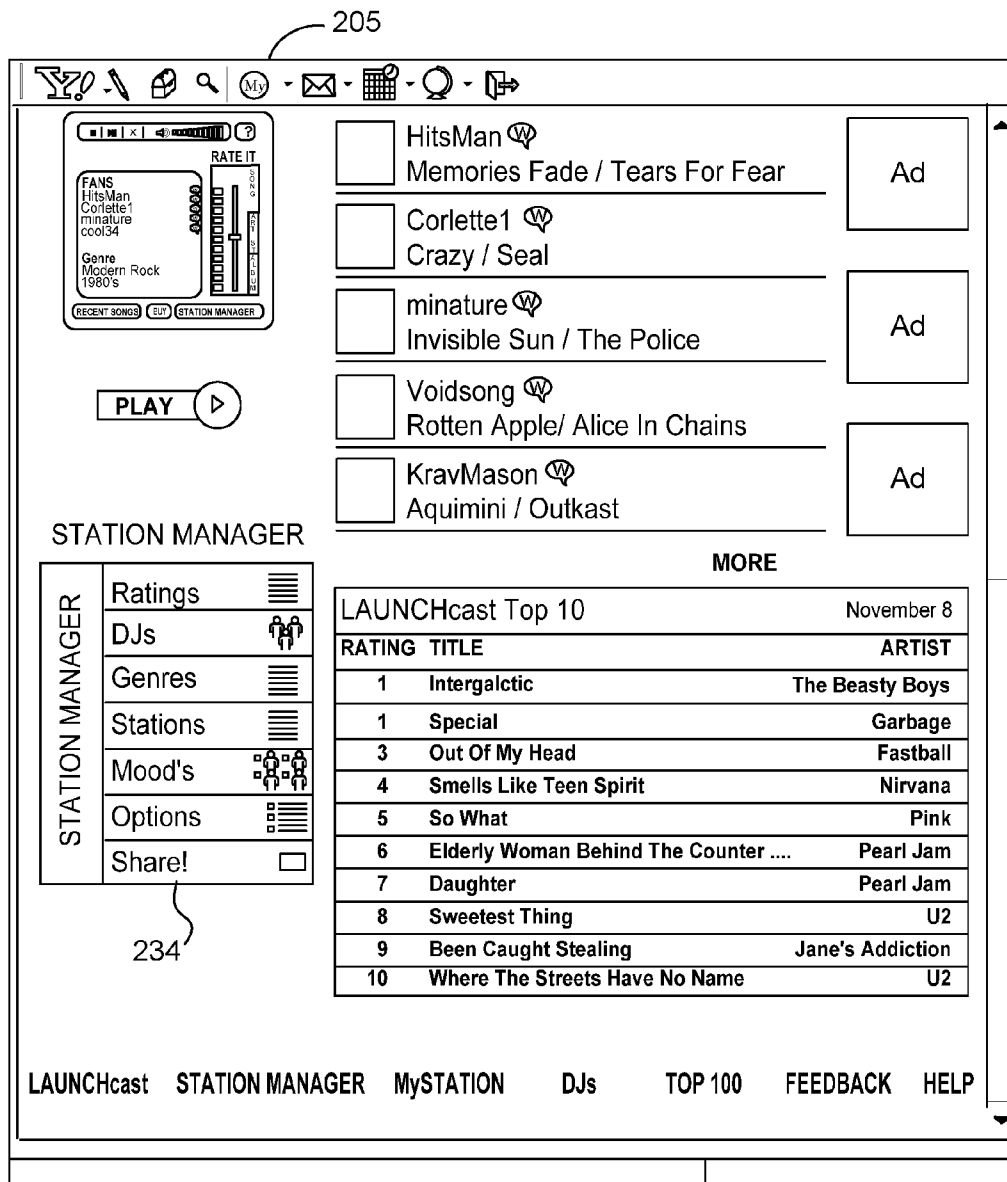 205
Y!
My
?
RATE IT
SONG
ARTIST
ALBUM
FANS
HitsMan
Corlette1
minature
cool34
Genre
Modern Rock
1980's
RECENT SONGS
BUY
STATION MANAGER
PLAY
HitsMan W
Memories Fade / Tears For Fear
Corlette1 W
Crazy / Seal
minature W
Invisible Sun / The Police
Voidsong W
Rotten Apple/ Alice In Chains
KravMason W
Aquimini / Outkast
Ad
Ad
Ad
MORE
STATION MANAGER
STATION MANAGER
Ratings
DJs
Genres
Stations
Mood's
Options
Share!
234
LAUNCHcast Top 10 November 8
RATING TITLE ARTIST
1 Intergalctic The Beasty Boys
1 Special Garbage
3 Out Of My Head Fastball
4 Smells Like Teen Spirit Nirvana
5 So What Pink
6 Elderly Woman Behind The Counter .... Pearl Jam
7 Daughter Pearl Jam
8 Sweetest Thing U2
9 Been Caught Stealing Jane's Addiction
10 Where The Streets Have No Name U2
LAUNCHcast STATION MANAGER MySTATION DJs TOP 100 FEEDBACK HELP